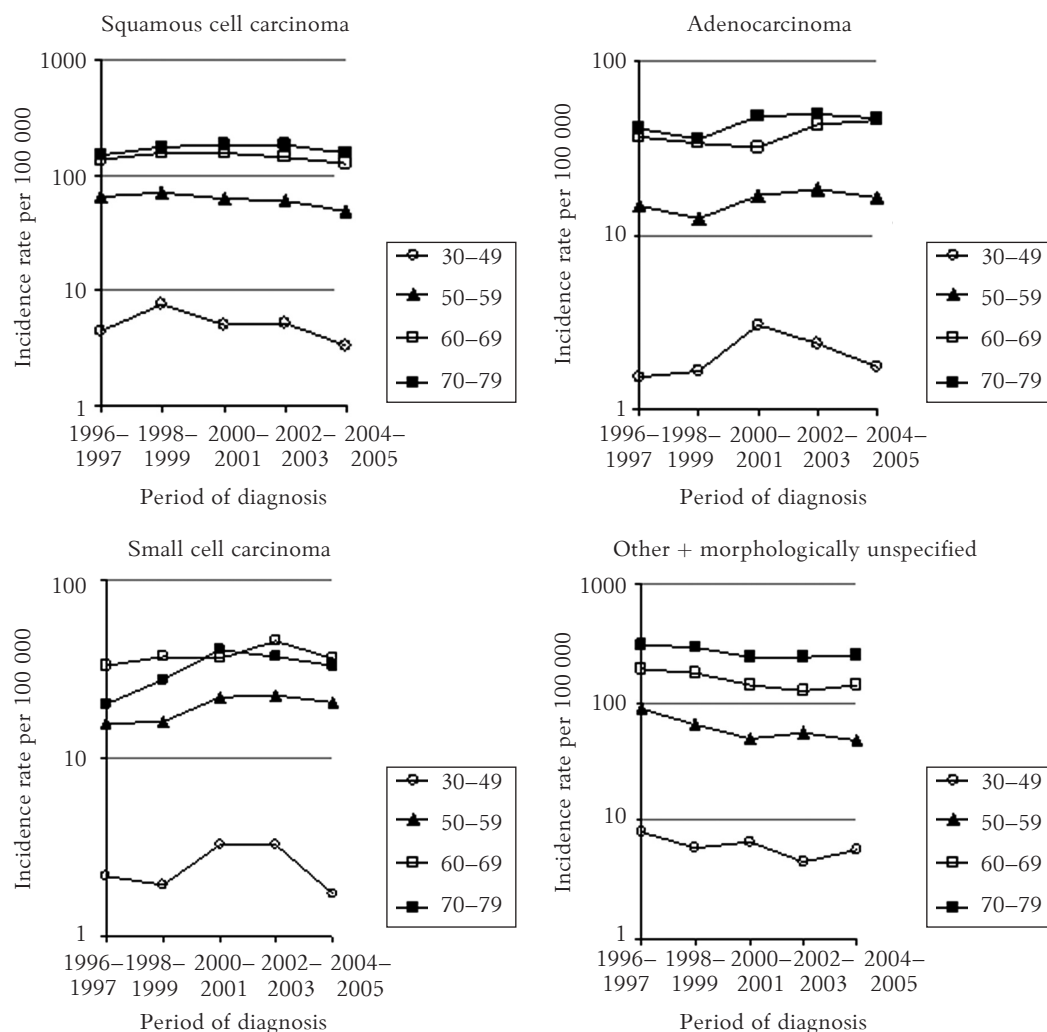 Squamous cell carcinoma
Incidence rate per 100 000
1000
100
10
1
1996– 1998– 2000– 2002– 2004–
1997 1999 2001 2003 2005
Period of diagnosis
30–49
50–59
60–69
70–79
Adenocarcinoma
Incidence rate per 100 000
100
10
1
1996– 1998– 2000– 2002– 2004–
1997 1999 2001 2003 2005
Period of diagnosis
30–49
50–59
60–69
70–79
Small cell carcinoma
Incidence rate per 100 000
100
10
1
1996– 1998– 2000– 2002– 2004–
1997 1999 2001 2003 2005
Period of diagnosis
30–49
50–59
60–69
70–79
Other + morphologically unspecified
Incidence rate per 100 000
1000
100
10
1
1996– 1998– 2000– 2002– 2004–
1997 1999 2001 2003 2005
Period of diagnosis
30–49
50–59
60–69
70–79